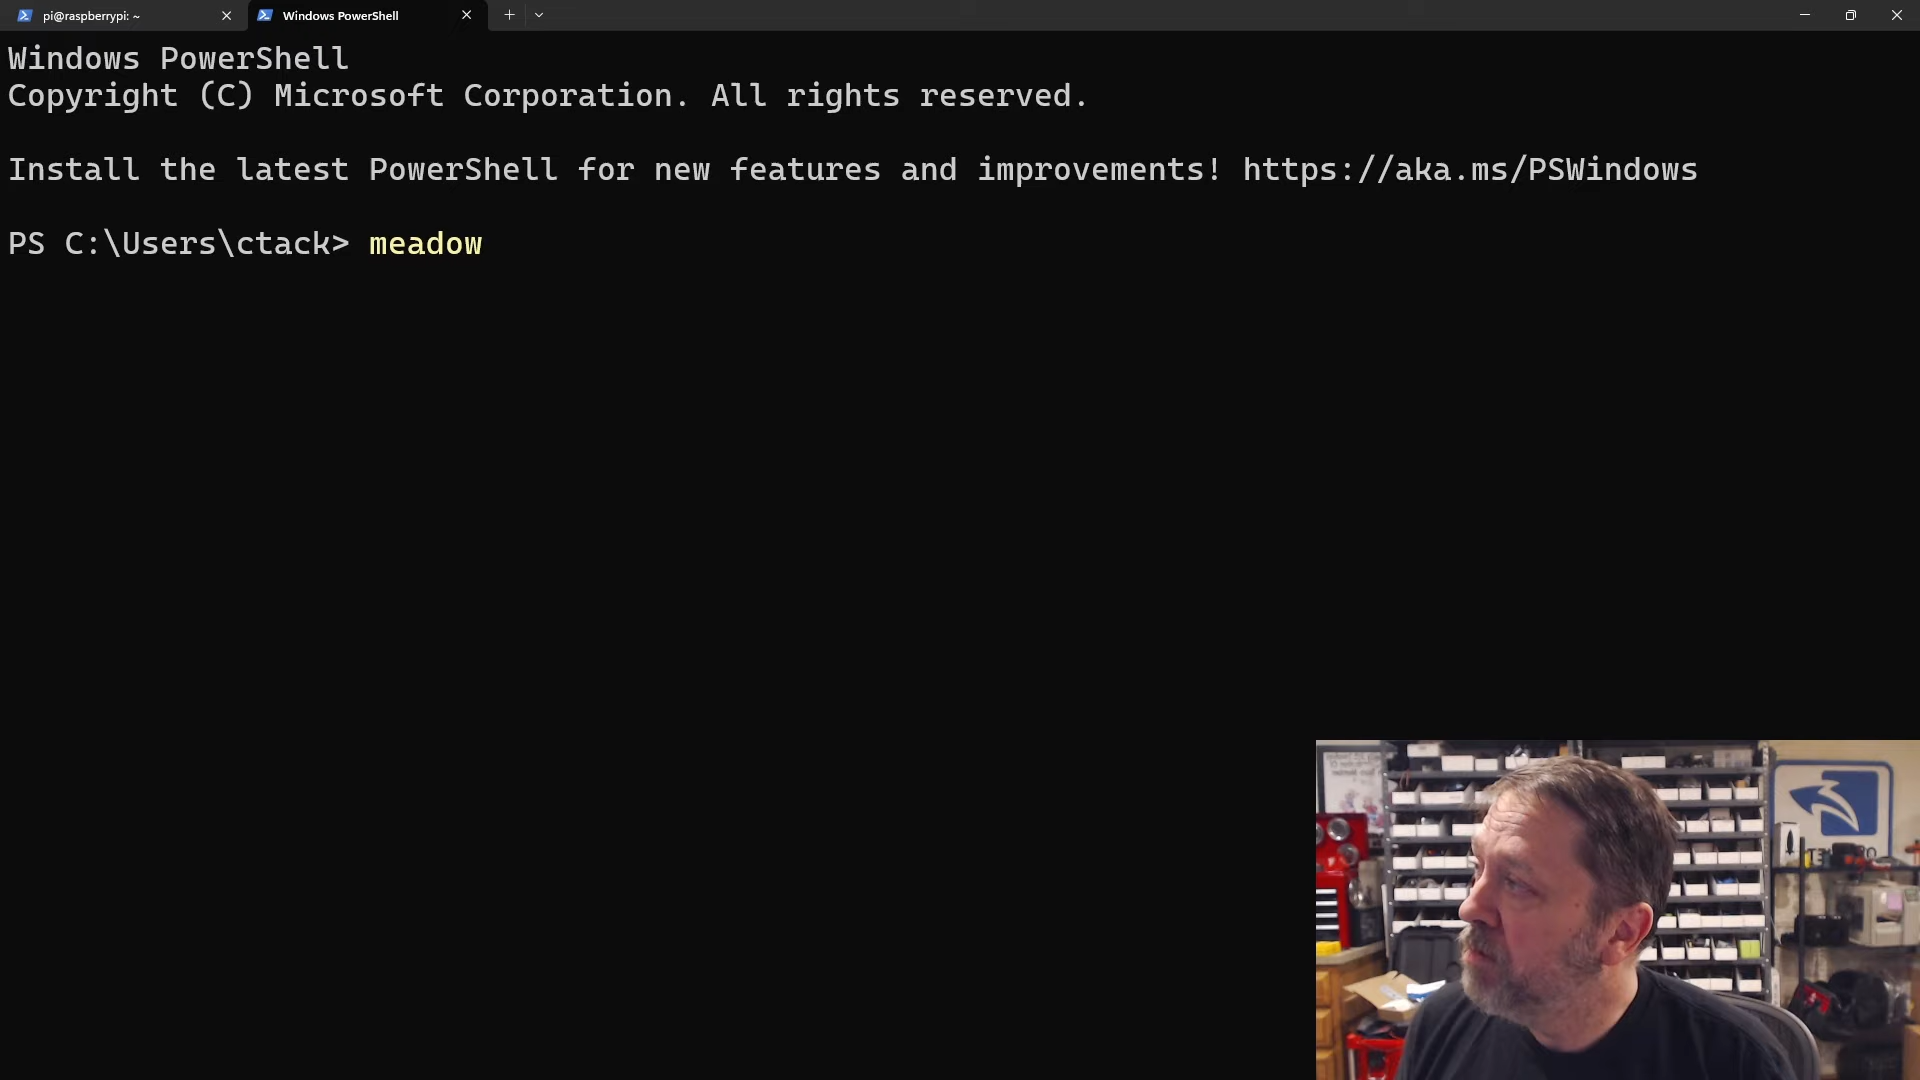 pi@raspberrypi: ~
Windows PowerShell
Windows PowerShell
Copyright (C) Microsoft Corporation. All rights reserved.
Install the latest PowerShell for new features and improvements! https://aka.ms/PSWindows
PS C:\Users\ctack> meadow